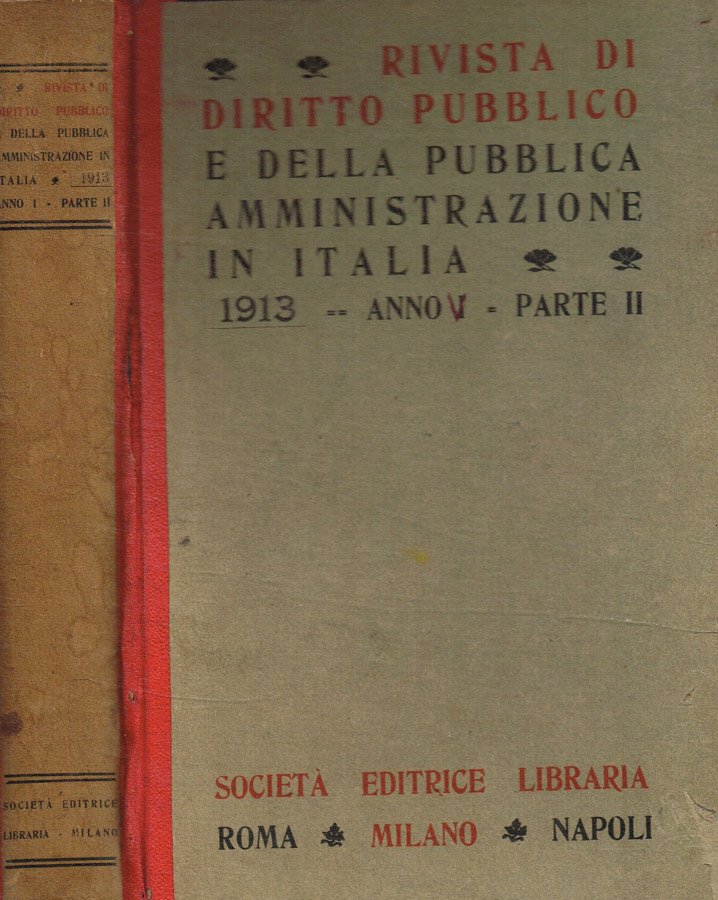 RIVISTA DI
DIRITTO PUBBLICO
E DELLA PUBBLICA
AMMINISTRAZIONE IN
ITALIA 1913
ANNO I - PARTE II
SOCIETÀ EDITRICE
LIBRARIA - MILANO
RIVISTA DI
DIRITTO PUBBLICO
E DELLA PUBBLICA
AMMINISTRAZIONE
IN ITALIA
1913 -- ANNO V - PARTE II
SOCIETÀ EDITRICE LIBRARIA
ROMA MILANO NAPOLI